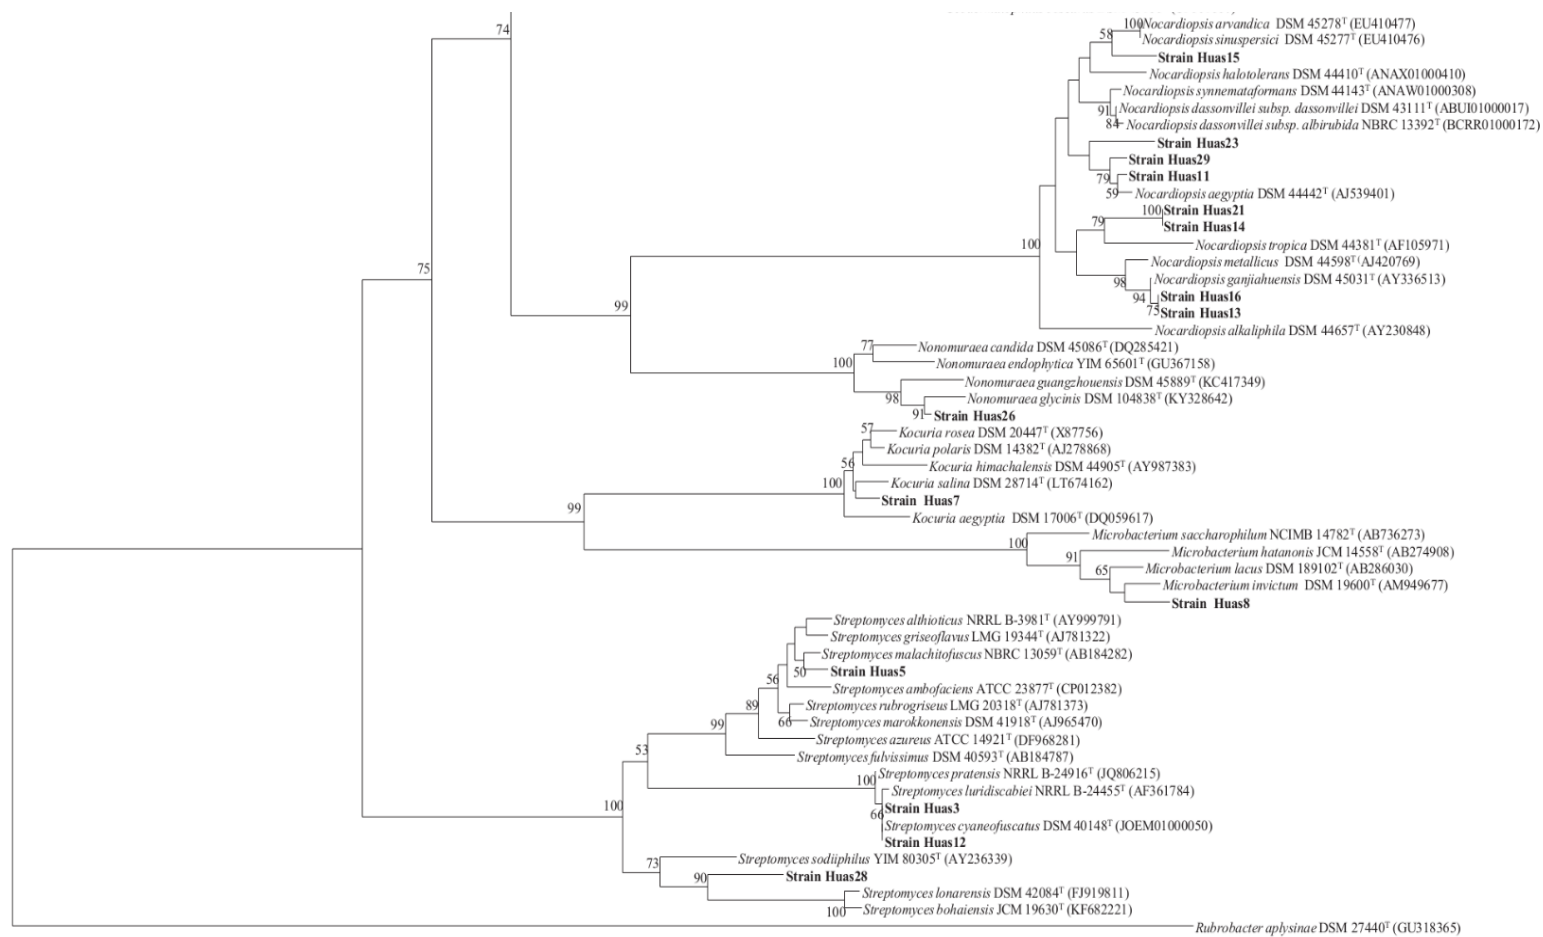 74
100 Nocardiopsis arvandica DSM 45278T (EU410477)
58
Nocardiopsis sinuspersici DSM 45277T (EU410476)
Strain Huas15
Nocardiopsis halotolerans DSM 44410T (ANAX01000410)
Nocardiopsis synnemataformans DSM 44143T (ANAW01000308)
91 Nocardiopsis dassonvillei subsp. dassonvillei DSM 43111T (ABUI01000017)
84 Nocardiopsis dassonvillei subsp. albirubida NBRC 13392T (BCRR01000172)
Strain Huas23
Strain Huas29
79 Strain Huas11
59 Nocardiopsis aegyptia DSM 44442T (AJ539401)
100 Strain Huas21
79 Strain Huas14
100 Nocardiopsis tropica DSM 44381T (AF105971)
Nocardiopsis metallicus DSM 44598T (AJ420769)
75
98 Nocardiopsis ganjiahuensis DSM 45031T (AY336513)
94 Strain Huas16
99 75 Strain Huas13
Nocardiopsis alkaliphila DSM 44657T (AY230848)
77 Nonomuraea candida DSM 45086T (DQ285421)
100 Nonomuraea endophytica YIM 65601T (GU367158)
Nonomuraea guangzhouensis DSM 45889T (KC417349)
98 Nonomuraea glycinis DSM 104838T (KY328642)
91 Strain Huas26
57 Kocuria rosea DSM 20447T (X87756)
Kocuria polaris DSM 14382T (AJ278868)
56 Kocuria himachalensis DSM 44905T (AY987383)
100 Kocuria salina DSM 28714T (LT674162)
Strain Huas7
99
Kocuria aegyptia DSM 17006T (DQ059617)
Microbacterium saccharophilum NCIMB 14782T (AB736273)
100
91 Microbacterium hatanonis JCM 14558T (AB274908)
65 Microbacterium lacus DSM 189102T (AB286030)
Microbacterium invictum DSM 19600T (AM949677)
Strain Huas8
Streptomyces althioticus NRRL B-3981T (AY999791)
Streptomyces griseoflavus LMG 19344T (AJ781322)
Streptomyces malachitofuscus NBRC 13059T (AB184282)
50 Strain Huas5
56 Streptomyces ambofaciens ATCC 23877T (CP012382)
89 Streptomyces rubrogriseus LMG 20318T (AJ781373)
99 66 Streptomyces marokkonensis DSM 41918T (AJ965470)
Streptomyces azureus ATCC 14921T (DF968281)
53 Streptomyces fulvissimus DSM 40593T (AB184787)
100 Streptomyces pratensis NRRL B-24916T (JQ806215)
Streptomyces luridiscabiei NRRL B-24455T (AF361784)
100 66 Strain Huas3
Streptomyces cyaneofuscatus DSM 40148T (JOEM01000050)
Strain Huas12
73 Streptomyces sodiiphilus YIM 80305T (AY236339)
90 Strain Huas28
Streptomyces lonarensis DSM 42084T (FJ919811)
100 Streptomyces bohaiensis JCM 19630T (KF682221)
Rubrobacter aplysinae DSM 27440T (GU318365)